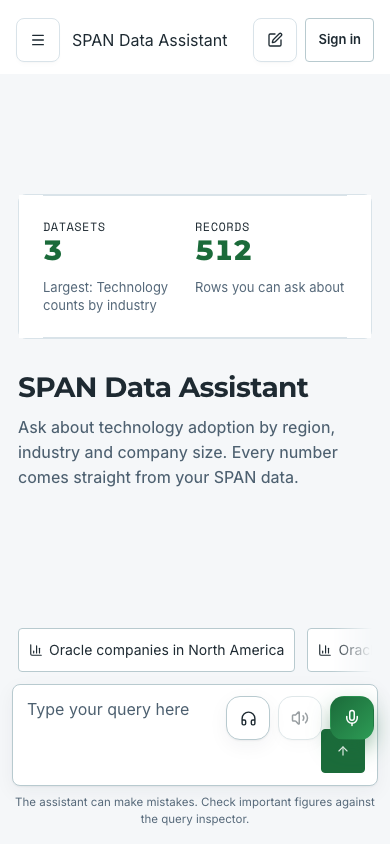 SPAN Data Assistant
Sign in
DATASETS
3
Largest: Technology
counts by industry
RECORDS
512
Rows you can ask about
SPAN Data Assistant
Ask about technology adoption by region,
industry and company size. Every number
comes straight from your SPAN data.
Oracle companies in North America
Orac
Type your query here
The assistant can make mistakes. Check important figures against
the query inspector.